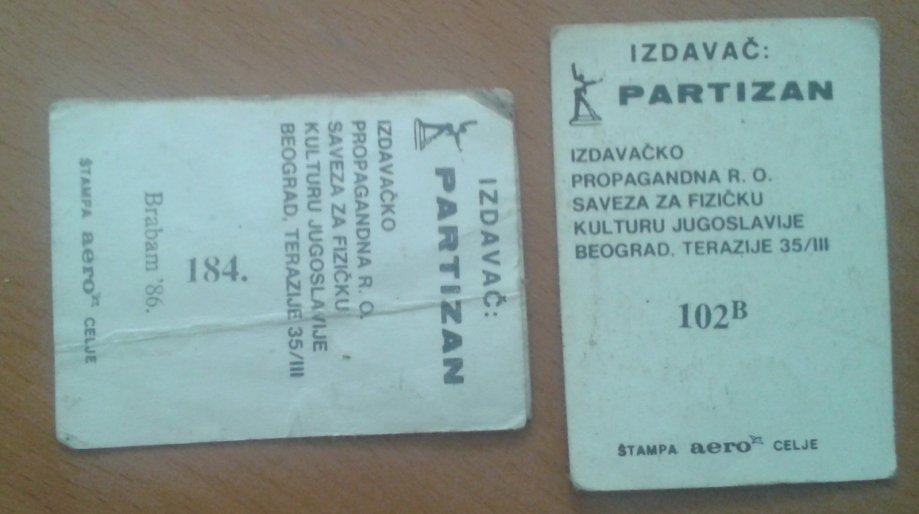 IZDAVAČ:
PARTIZAN
IZDAVAČKO
PROPAGANDNA R. O.
SAVEZA ZA FIZIČKU
KULTURU JUGOSLAVIJE
BEOGRAD, TERAZIJE 35/III
184.
Brabam '86.
ŠTAMPA aero CELJE
IZDAVAČ:
PARTIZAN
IZDAVAČKO
PROPAGANDNA R. O.
SAVEZA ZA FIZIČKU
KULTURU JUGOSLAVIJE
BEOGRAD, TERAZIJE 35/III
102B
ŠTAMPA aero CELJE